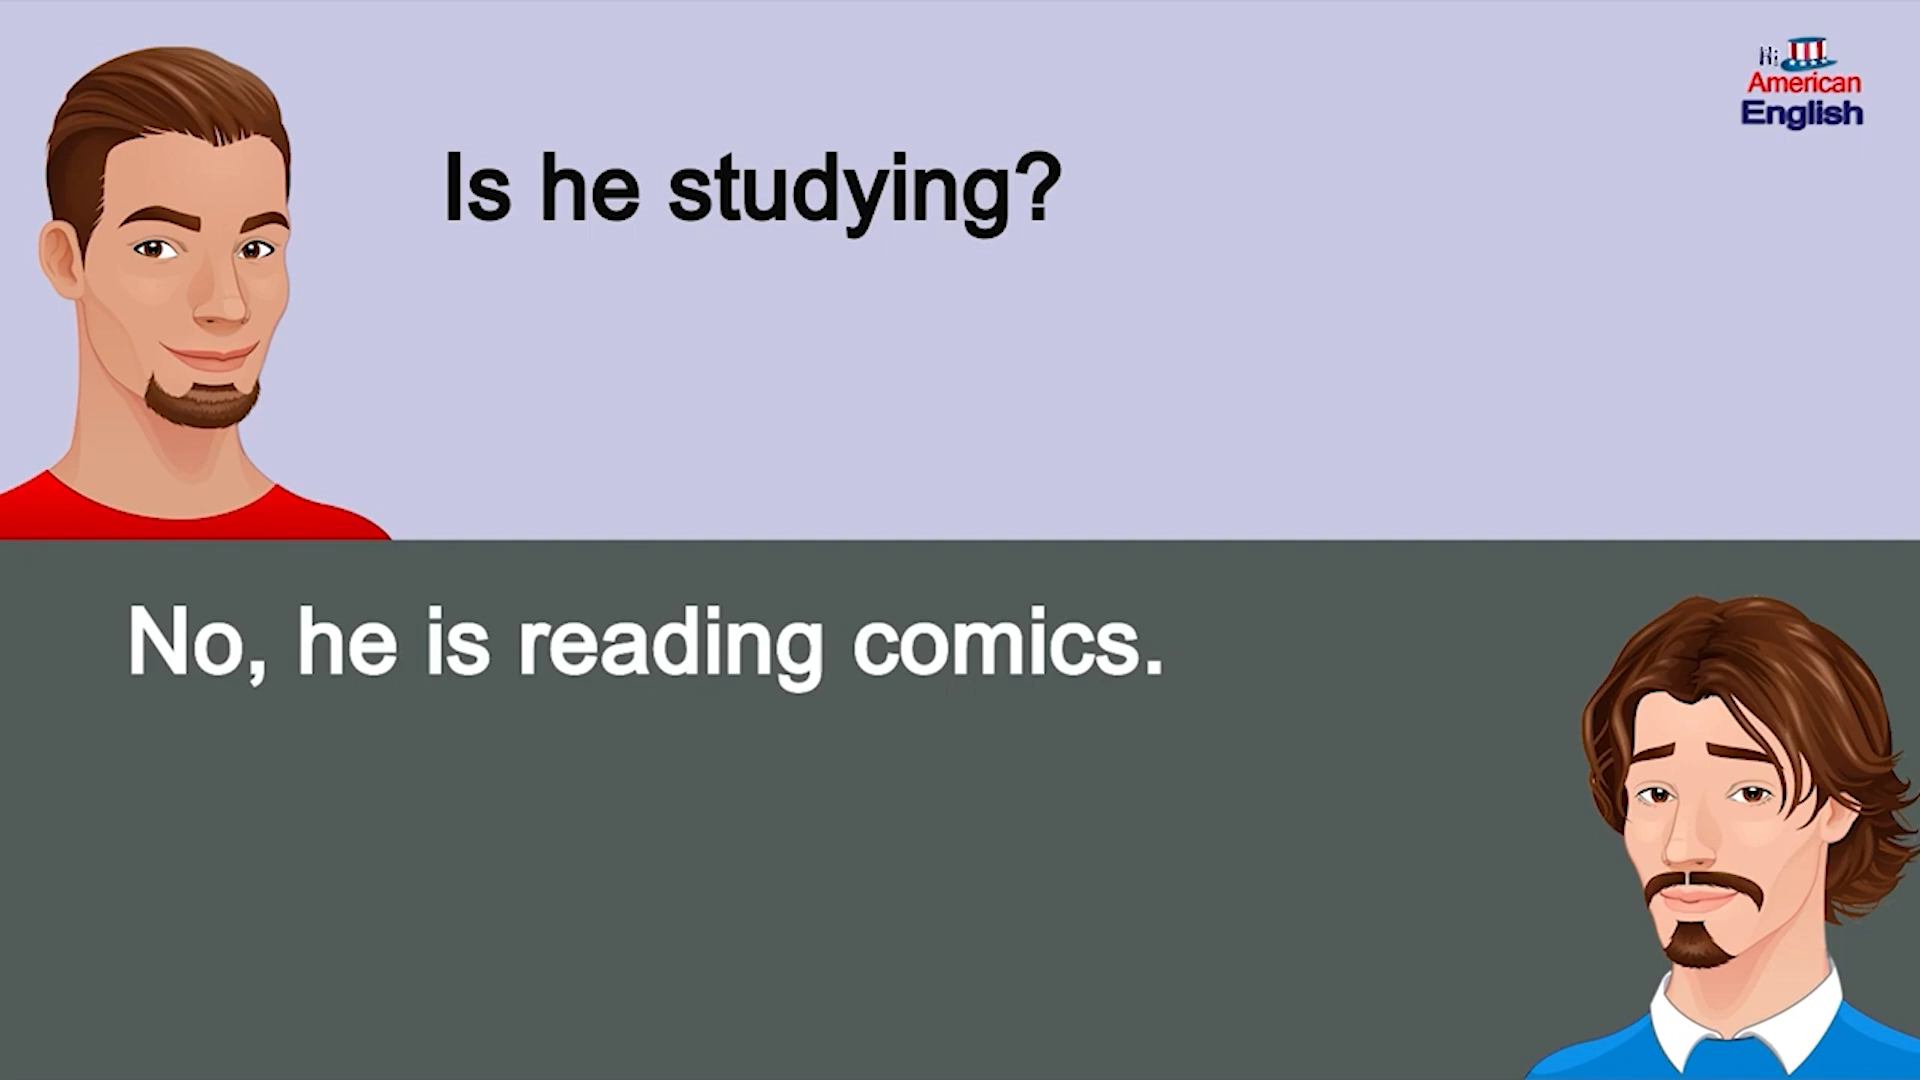 Hi
American
English
Is he studying?
No, he is reading comics.